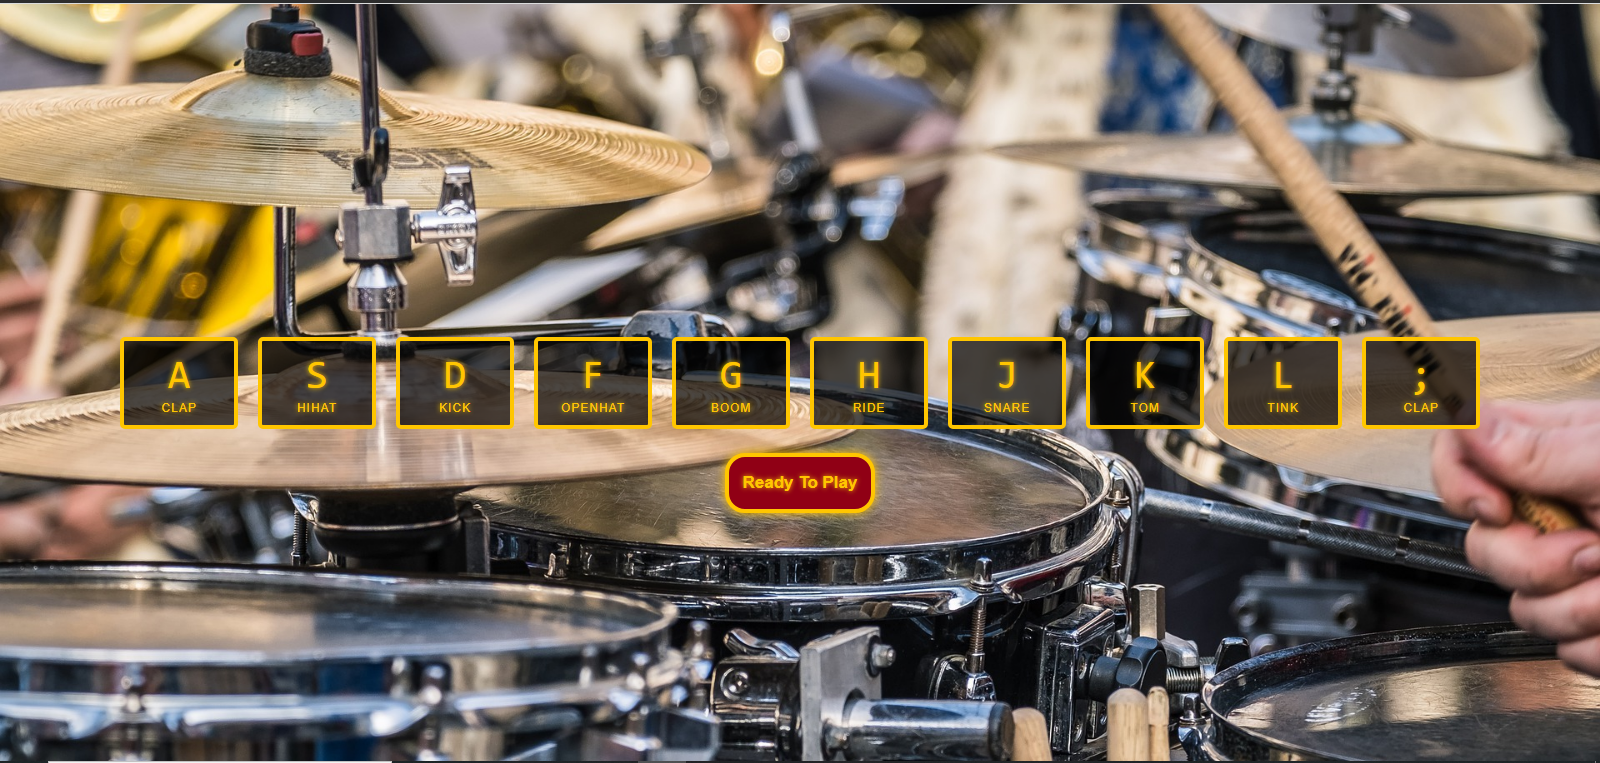 A S D F G H J K L ;
CLAP HIHAT KICK OPENHAT BOOM RIDE SNARE TOM TINK CLAP
Ready To Play